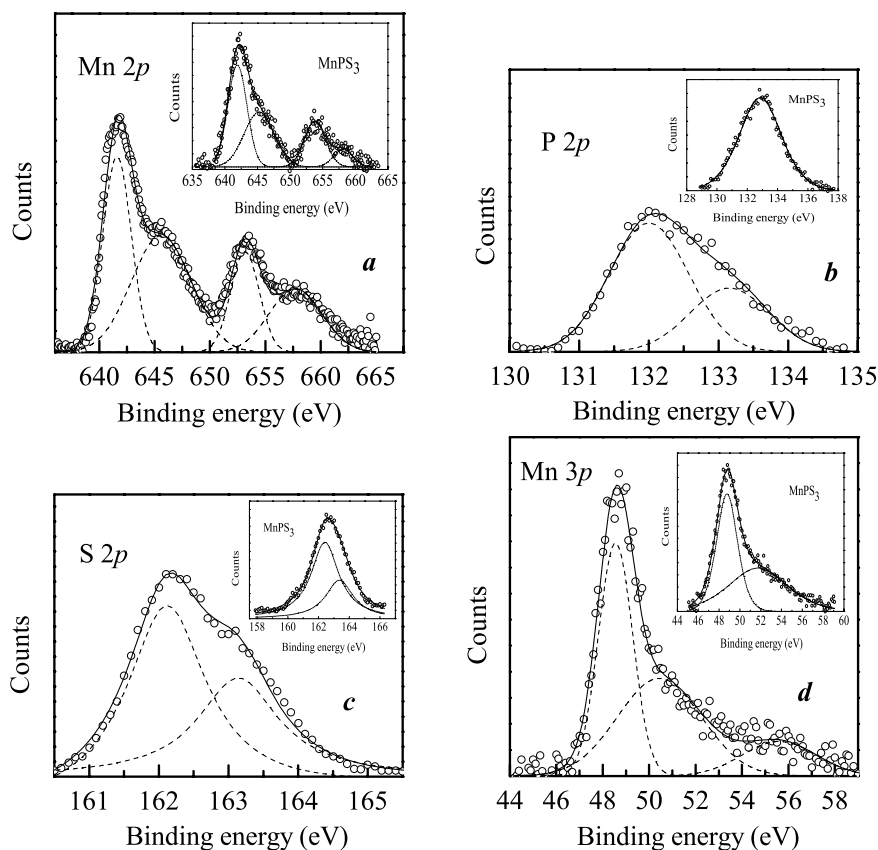 Mn 2p
MnPS3
Counts
635 640 645 650 655 660 665
Binding energy (eV)
Counts
a
640 645 650 655 660 665
Binding energy (eV)
P 2p
MnPS3
Counts
128 130 132 134 136 138
Binding energy (eV)
Counts
b
130 131 132 133 134 135
Binding energy (eV)
S 2p
MnPS3
Counts
158 160 162 164 166
Binding energy (eV)
Counts
c
161 162 163 164 165
Binding energy (eV)
Mn 3p
MnPS3
Counts
44 46 48 50 52 54 56 58 60
Binding energy (eV)
Counts
d
44 46 48 50 52 54 56 58
Binding energy (eV)